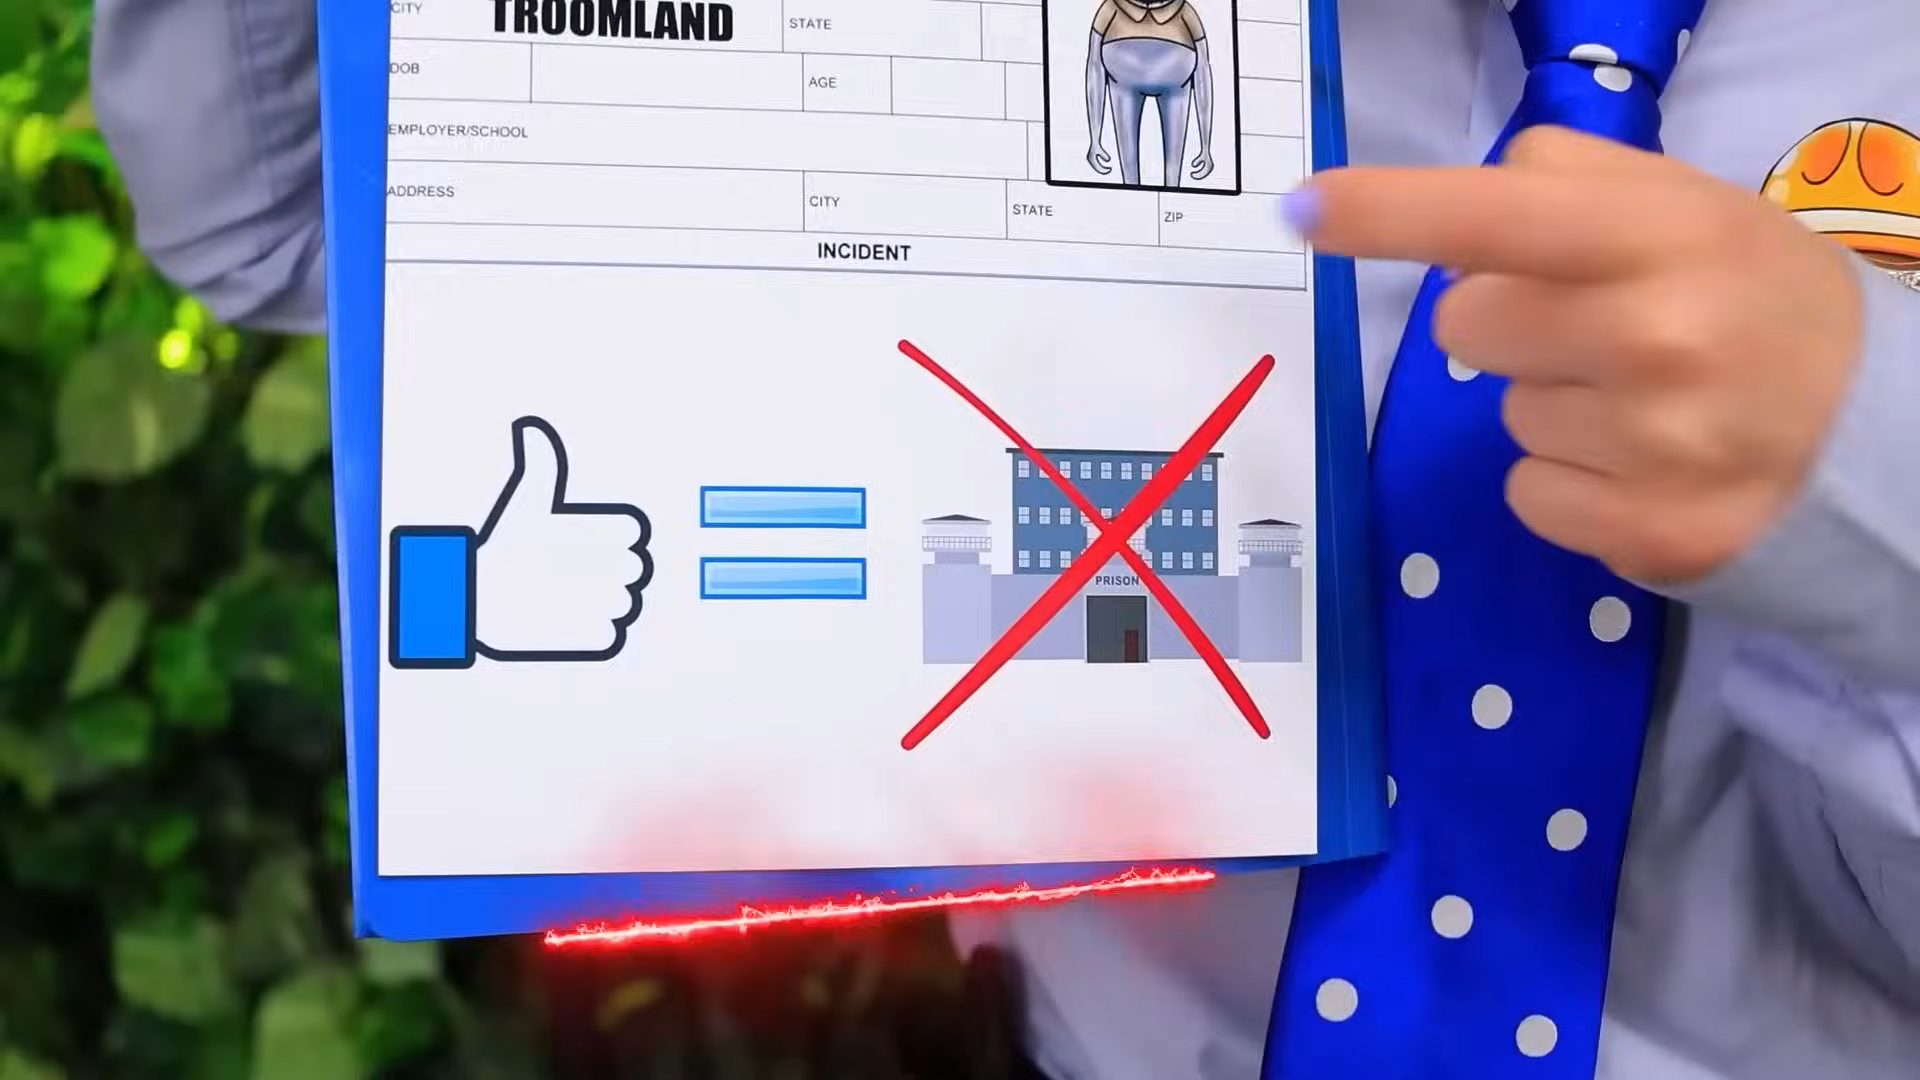 CITY TROOMLAND STATE
DOB AGE
EMPLOYER/SCHOOL
ADDRESS CITY STATE ZIP
INCIDENT
PRISON